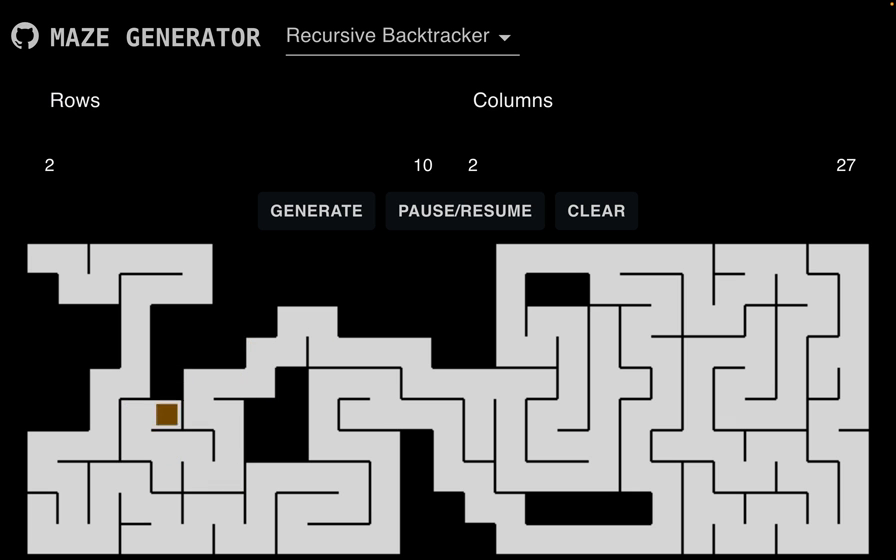 MAZE GENERATOR
Recursive Backtracker
Rows
Columns
2
10
2
27
GENERATE
PAUSE/RESUME
CLEAR